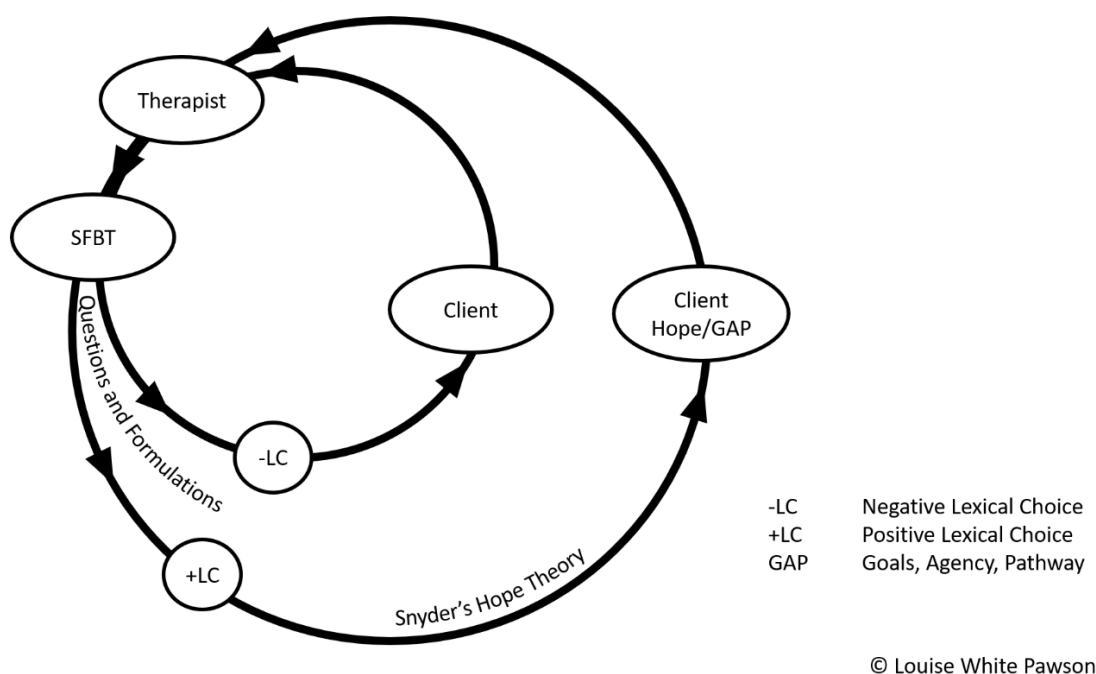 Therapist
SFBT
Questions and Formulations
Client
Client
Hope/GAP
-LC
+LC
Snyder’s Hope Theory
-LC Negative Lexical Choice
+LC Positive Lexical Choice
GAP Goals, Agency, Pathway
© Louise White Pawson